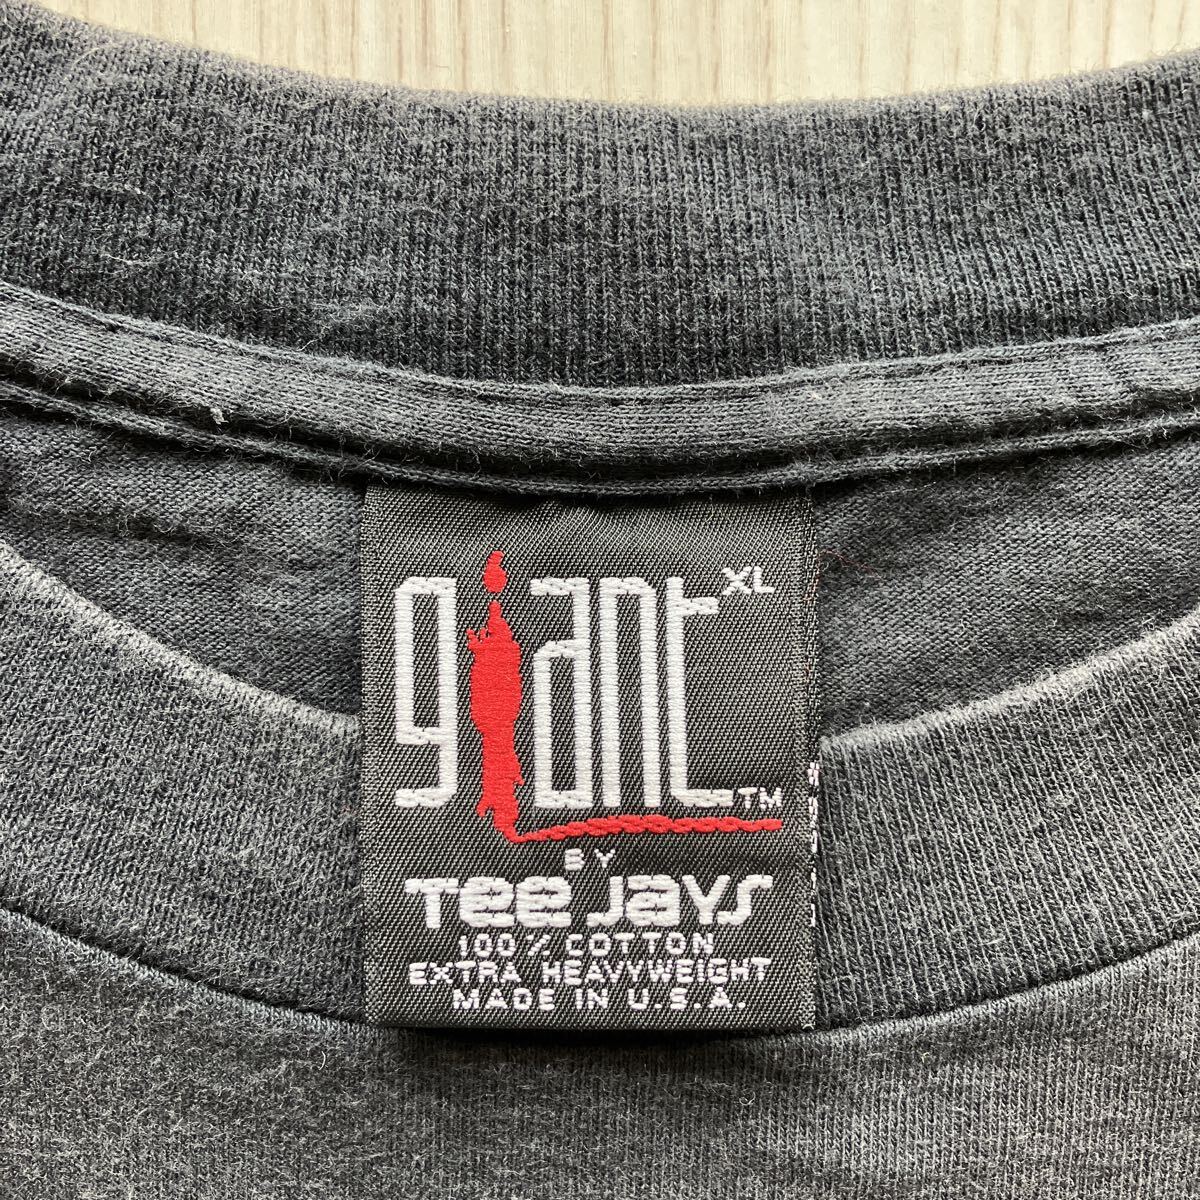 giant XL
TM
BY
Tee Jays
100% COTTON
EXTRA HEAVYWEIGHT
MADE IN U.S.A.